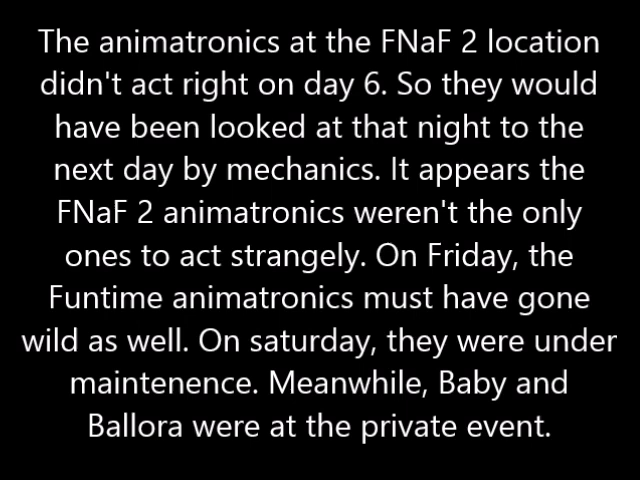 The animatronics at the FNaF 2 location
didn't act right on day 6. So they would
have been looked at that night to the
next day by mechanics. It appears the
FNaF 2 animatronics weren't the only
ones to act strangely. On Friday, the
Funtime animatronics must have gone
wild as well. On saturday, they were under
maintenence. Meanwhile, Baby and
Ballora were at the private event.